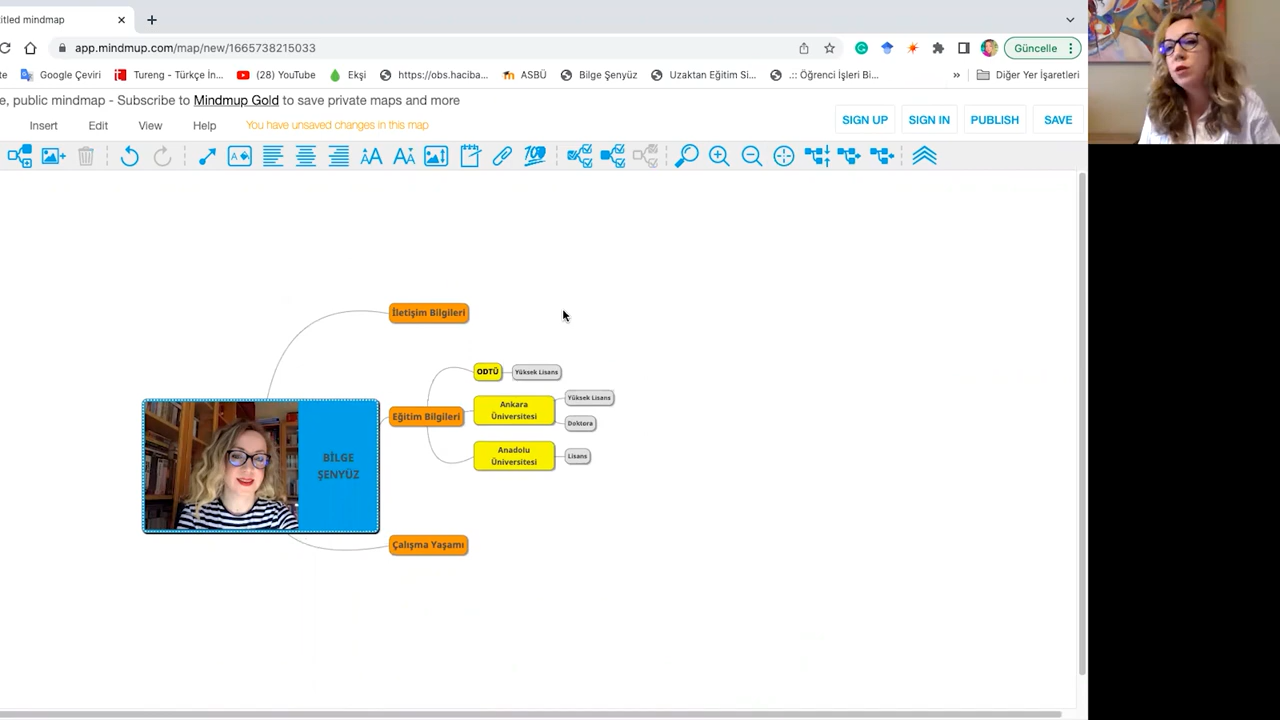 titled mindmap
app.mindmup.com/map/new/1665738215033
Güncelle
te Google Çeviri Tureng - Türkçe İn... (28) YouTube Ekşi https://obs.haciba... ASBÜ Bilge Şenyüz Uzaktan Eğitim Si... .:: Öğrenci İşleri Bi... » Diğer Yer İşaretleri
e, public mindmap - Subscribe to Mindmup Gold to save private maps and more
Insert Edit View Help You have unsaved changes in this map
SIGN UP SIGN IN PUBLISH SAVE
İletişim Bilgileri
ODTÜ Yüksek Lisans
Ankara
Üniversitesi
Yüksek Lisans
Doktora
Eğitim Bilgileri
Anadolu
Üniversitesi
Lisans
BİLGE
ŞENYÜZ
Çalışma Yaşamı